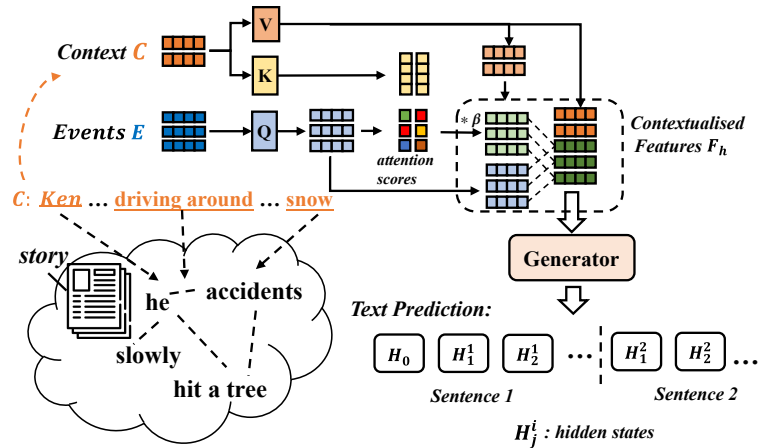 Context C
V
K
Events E
Q
attention
scores
* β
Contextualised
Features F_h
C: Ken ... driving around ... snow
story
he
accidents
slowly
hit a tree
Generator
Text Prediction:
H_0 H_1^1 H_2^1 ... H_1^2 H_2^2 ...
Sentence 1 Sentence 2
H_j^i : hidden states